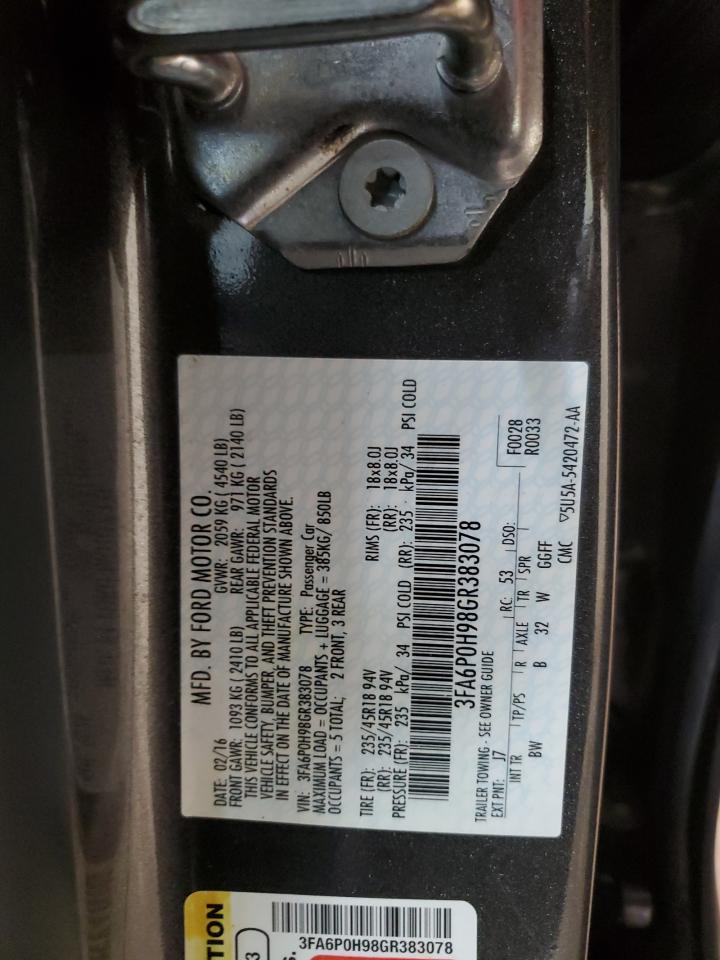 MFD. BY FORD MOTOR CO.
DATE: 02/16 GVWR: 2059 KG ( 4540 LB)
FRONT GAWR: 1093 KG ( 2410 LB) REAR GAWR: 971 KG ( 2140 LB)
THIS VEHICLE CONFORMS TO ALL APPLICABLE FEDERAL MOTOR
VEHICLE SAFETY, BUMPER, AND THEFT PREVENTION STANDARDS
IN EFFECT ON THE DATE OF MANUFACTURE SHOWN ABOVE.
VIN: 3FA6P0H98GR383078 TYPE: Passenger Car
MAXIMUM LOAD = OCCUPANTS + LUGGAGE = 385KG/ 850LB
OCCUPANTS = 5 TOTAL; 2 FRONT, 3 REAR
TIRE (FR): 235/45R18 94V RIMS (FR): 18x8.0J
(RR): 235/45R18 94V (RR): 18x8.0J
PRESSURE (FR): 235 kPa/ 34 PSI COLD (RR): 235 kPa/ 34 PSI COLD
3FA6P0H98GR383078
TRAILER TOWING - SEE OWNER GUIDE
EXT PNT: J7 RC: 53 DSO: F0028
INT TR TP/PS R AXLE TR SPR R0033
BW B 32 W GGFF
CMC ▽5U5A-5420472-AA
TION
3
S.
3FA6P0H98GR383078